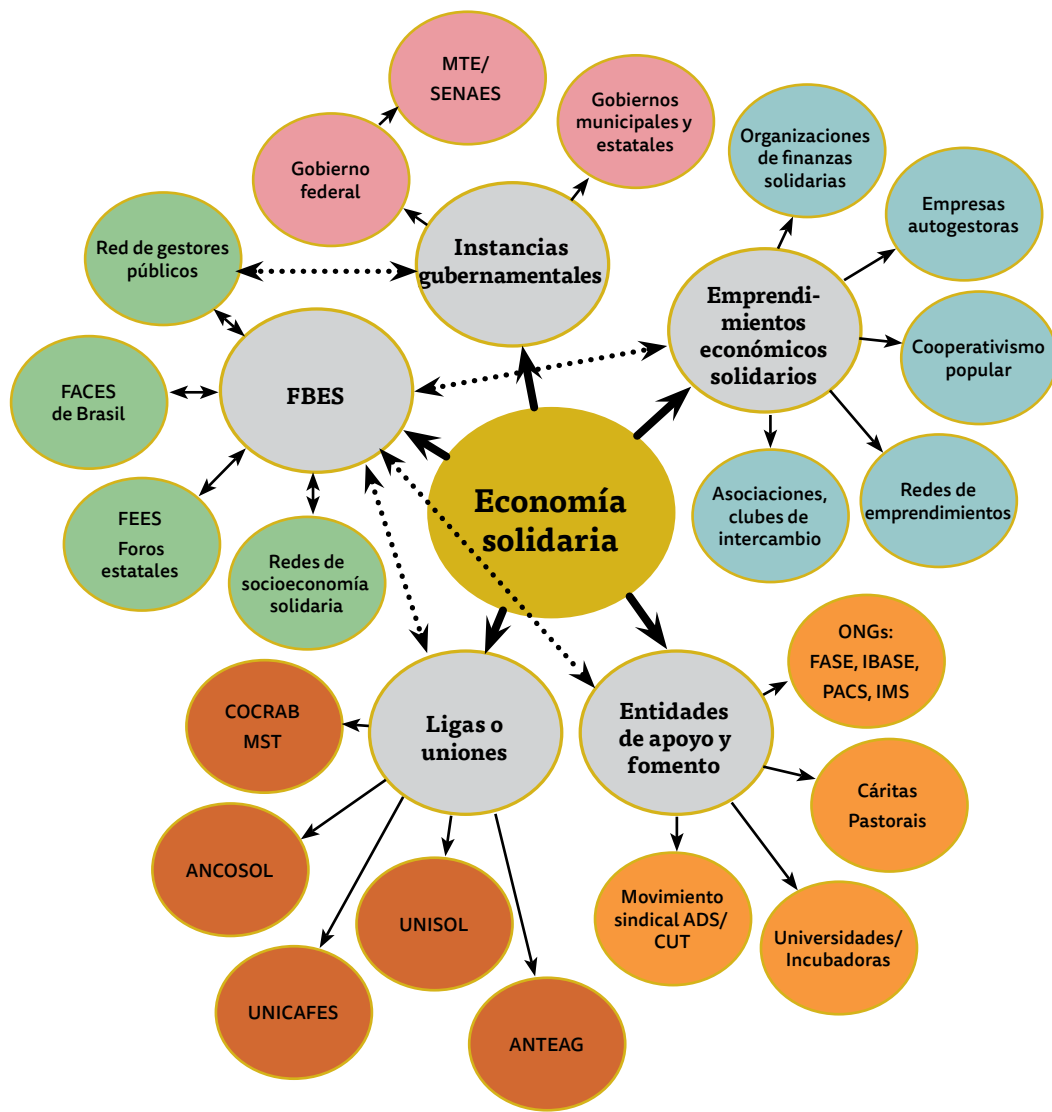 MTE/
SENAES
Gobiernos
municipales y
estatales
Gobierno
federal
Instancias
gubernamentales
Organizaciones
de finanzas
solidarias
Empresas
autogestoras
Emprendi-
mientos
económicos
solidarios
Cooperativismo
popular
Redes de
emprendimientos
Asociaciones,
clubes de
intercambio
Red de gestores
públicos
FBES
FACES
de Brasil
FEES
Foros
estatales
Redes de
socioeconomía
solidaria
Economía
solidaria
Ligas o
uniones
COCRAB
MST
ANCOSOL
UNICAFES
UNISOL
ANTEAG
Entidades
de apoyo y
fomento
ONGs:
FASE, IBASE,
PACS, IMS
Cáritas
Pastorais
Universidades/
Incubadoras
Movimiento
sindical ADS/
CUT